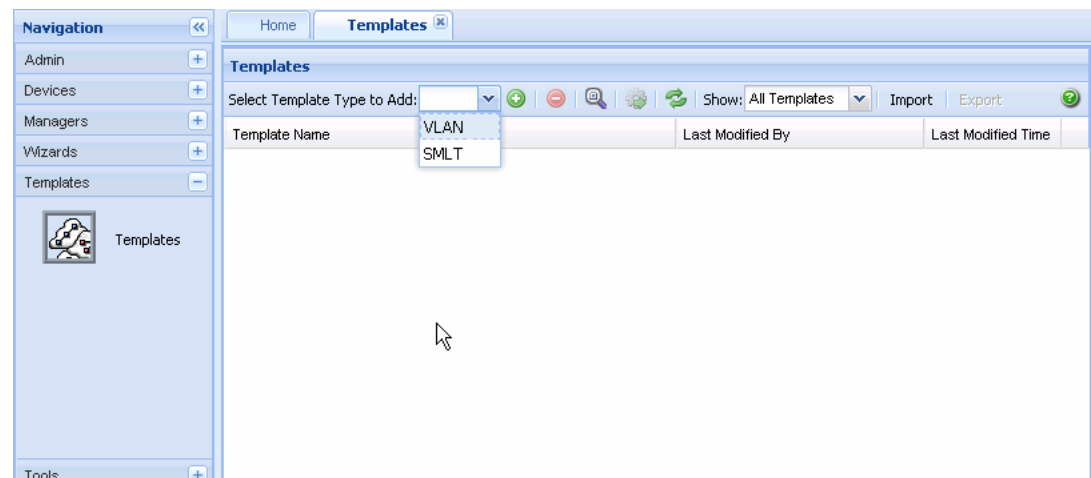 Navigation
Home
Templates
Admin
Devices
Managers
Wizards
Templates
Templates
Tools
Templates
Select Template Type to Add:
Show: All Templates
Import
Export
VLAN
SMLT
Template Name
Last Modified By
Last Modified Time